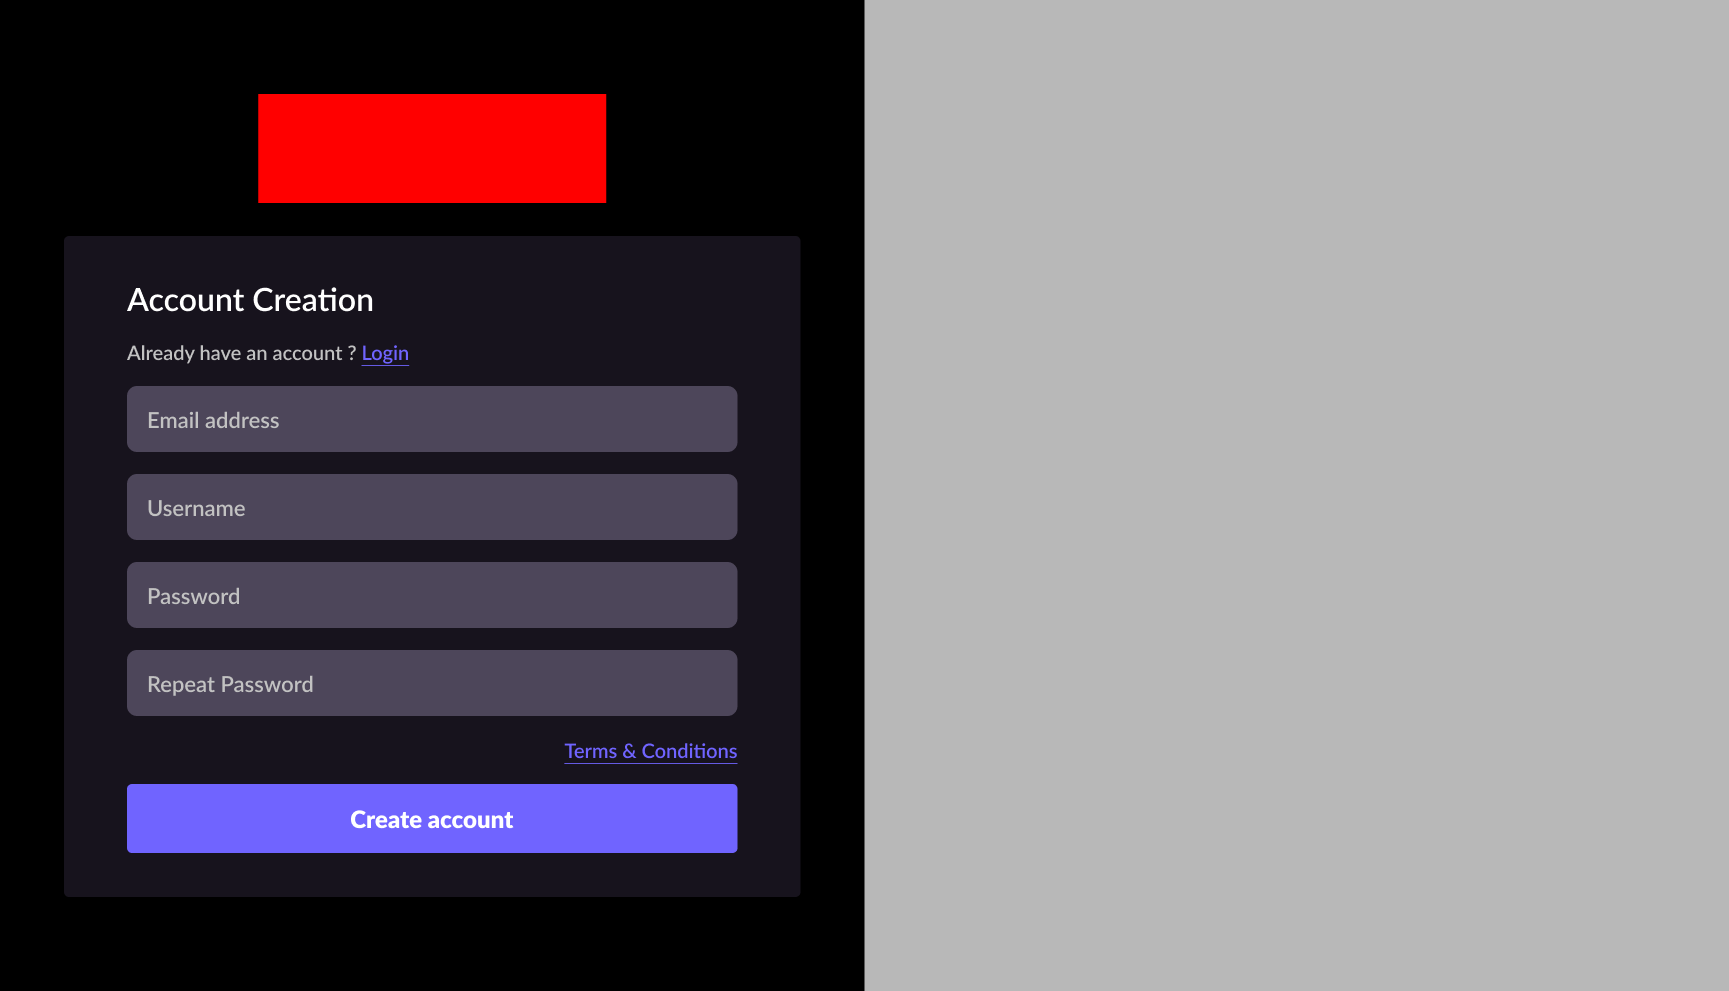 Account Creation
Already have an account ? Login
Email address
Username
Password
Repeat Password
Terms & Conditions
Create account